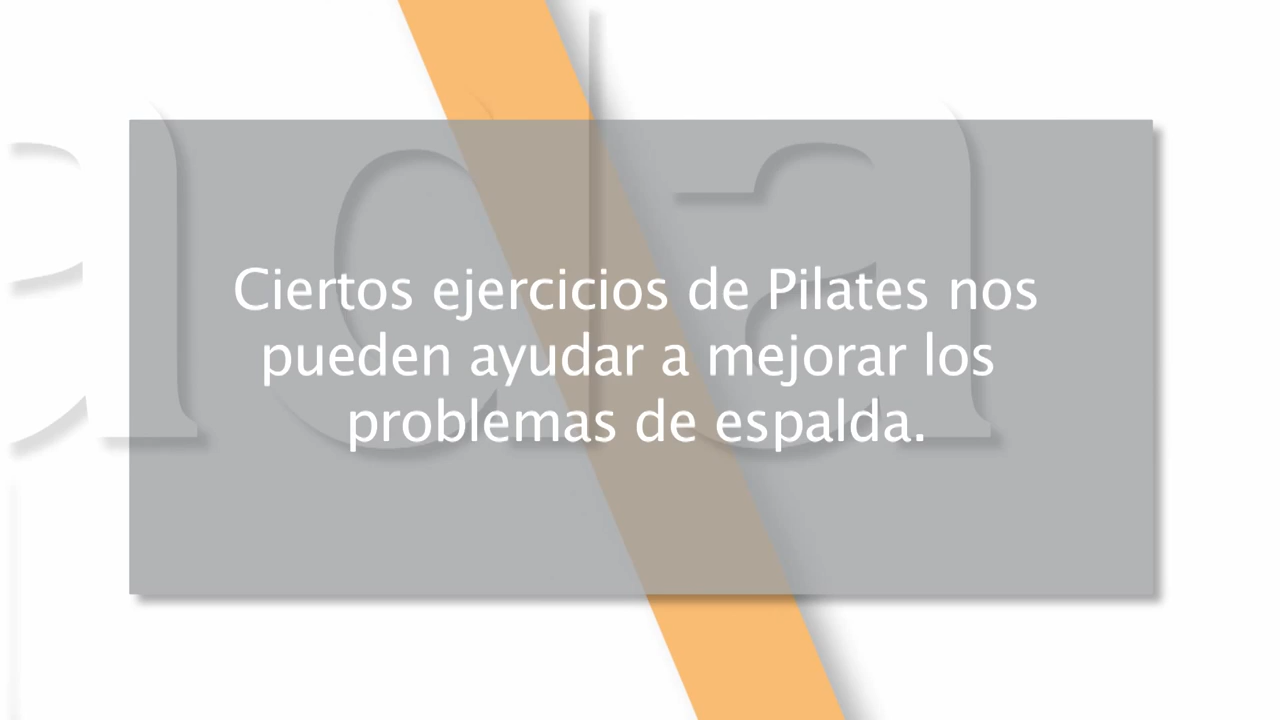 Ciertos ejercicios de Pilates nos
pueden ayudar a mejorar los
problemas de espalda.